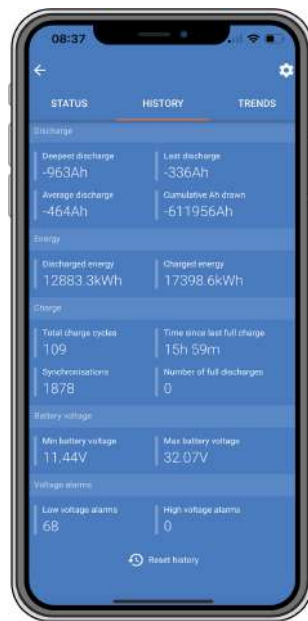 08:37
STATUS HISTORY TRENDS
Discharge
Deepest discharge Last discharge
-963Ah -336Ah
Average discharge Cumulative Ah drawn
-464Ah -611956Ah
Energy
Discharged energy Charged energy
12883.3kWh 17398.6kWh
Charge
Total charge cycles Time since last full charge
109 15h 59m
Synchronisations Number of full discharges
1878 0
Battery voltage
Min battery voltage Max battery voltage
11.44V 32.07V
Voltage alarms
Low voltage alarms High voltage alarms
68 0
Reset history